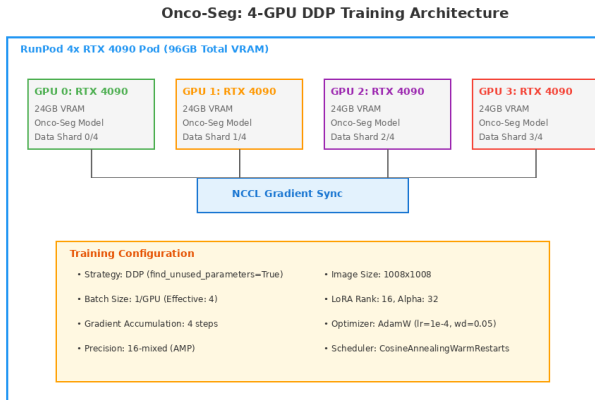 Onco-Seg: 4-GPU DDP Training Architecture
RunPod 4x RTX 4090 Pod (96GB Total VRAM)
GPU 0: RTX 4090
24GB VRAM
Onco-Seg Model
Data Shard 0/4
GPU 1: RTX 4090
24GB VRAM
Onco-Seg Model
Data Shard 1/4
GPU 2: RTX 4090
24GB VRAM
Onco-Seg Model
Data Shard 2/4
GPU 3: RTX 4090
24GB VRAM
Onco-Seg Model
Data Shard 3/4
NCCL Gradient Sync
Training Configuration
• Strategy: DDP (find_unused_parameters=True)
• Batch Size: 1/GPU (Effective: 4)
• Gradient Accumulation: 4 steps
• Precision: 16-mixed (AMP)
• Image Size: 1008x1008
• LoRA Rank: 16, Alpha: 32
• Optimizer: AdamW (lr=1e-4, wd=0.05)
• Scheduler: CosineAnnealingWarmRestarts